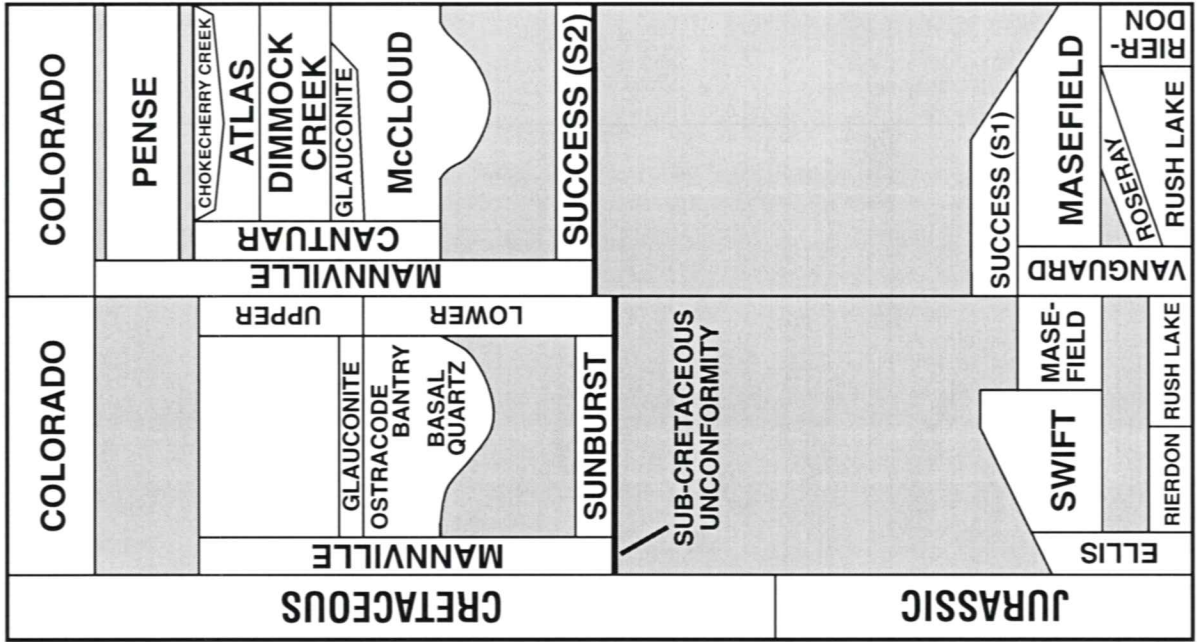 COLORADO
PENSE
CHOKECHERRY CREEK
ATLAS
DIMMOCK
CREEK
GLAUCONITE
McCLOUD
SUCCESS (S2)
CANTUAR
MANNVILLE
SUCCESS (S1)
MASEFIELD
ROSERAY
RUSH LAKE
RIER-
DON
VANGUARD
COLORADO
UPPER
LOWER
GLAUCONITE
OSTRACODE
BANTRY
BASAL
QUARTZ
SUNBURST
MANNVILLE
SUB-CRETACEOUS
UNCONFORMITY
MASE-
FIELD
SWIFT
RUSH LAKE
RIERDON
ELLIS
CRETACEOUS
JURASSIC